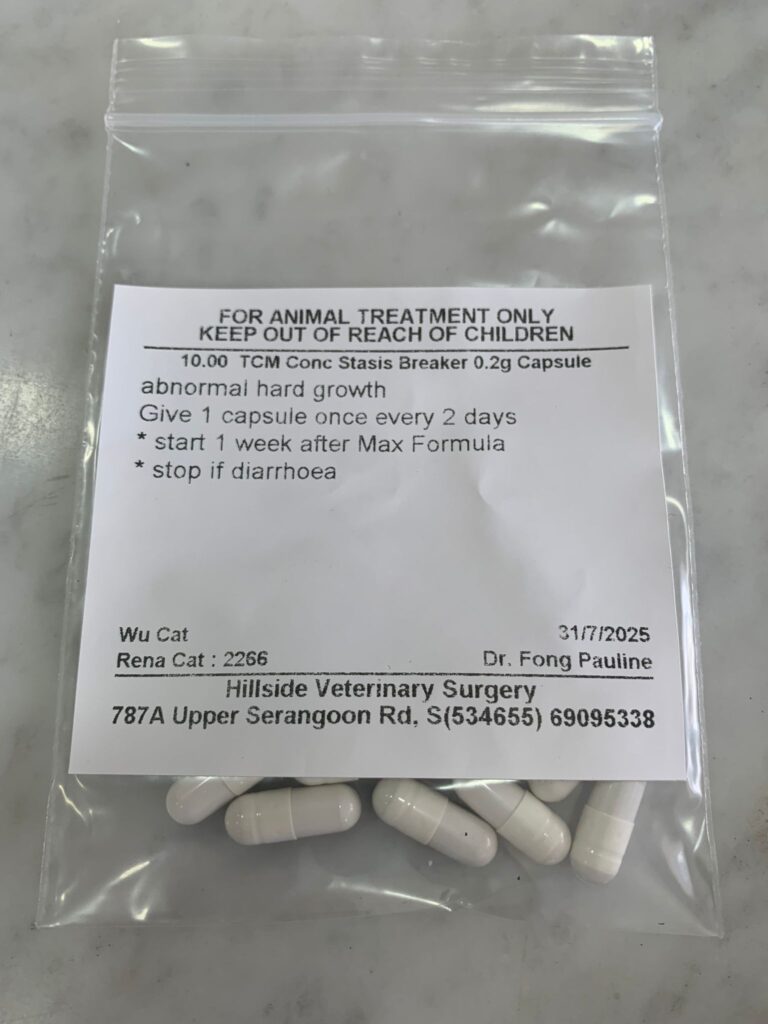 FOR ANIMAL TREATMENT ONLY
KEEP OUT OF REACH OF CHILDREN
10.00 TCM Conc Stasis Breaker 0.2g Capsule
abnormal hard growth
Give 1 capsule once every 2 days
* start 1 week after Max Formula
* stop if diarrhoea
Wu Cat 31/7/2025
Rena Cat : 2266 Dr. Fong Pauline
Hillside Veterinary Surgery
787A Upper Serangoon Rd, S(534655) 69095338